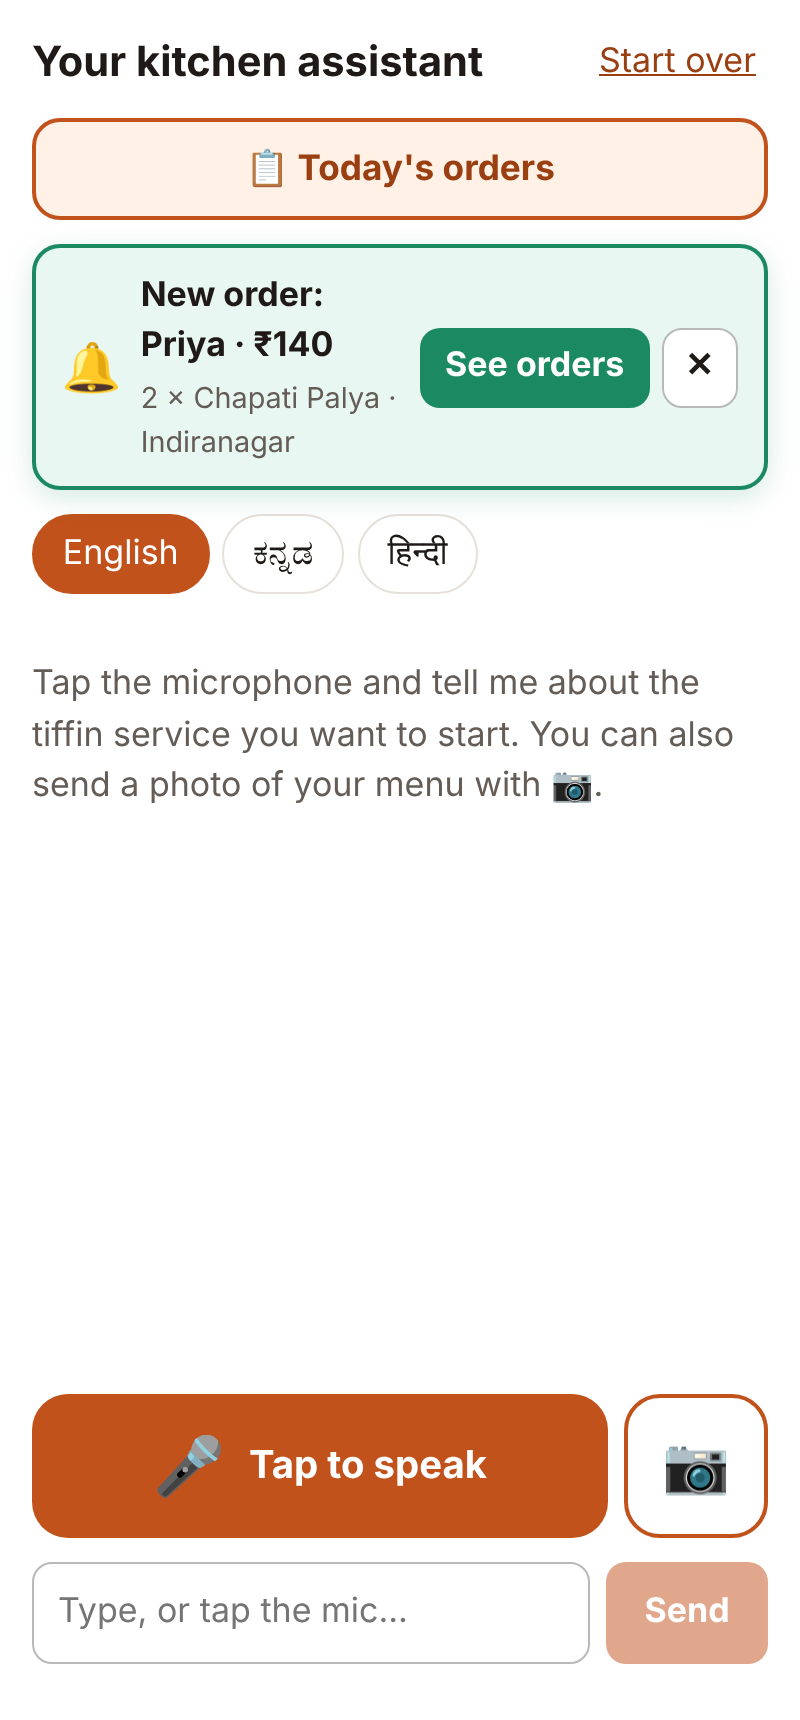 Your kitchen assistant
Start over
📋 Today's orders
🔔
New order:
Priya · ₹140
2 × Chapati Palya ·
Indiranagar
See orders
✕
English
ಕನ್ನಡ
हिन्दी
Tap the microphone and tell me about the
tiffin service you want to start. You can also
send a photo of your menu with 📷.
🎤 Tap to speak
📷
Type, or tap the mic...
Send